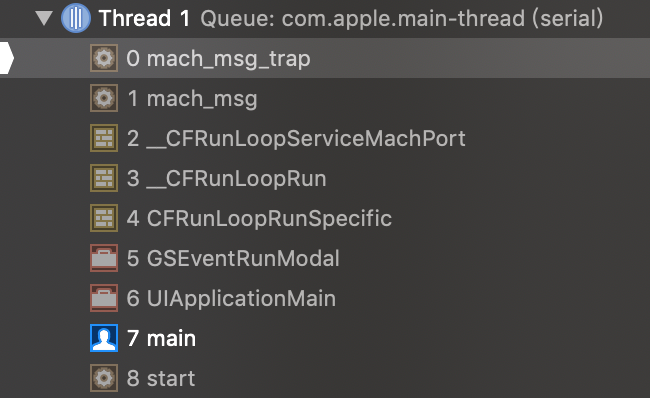 Thread 1 Queue: com.apple.main-thread (serial)
0 mach_msg_trap
1 mach_msg
2 __CFRunLoopServiceMachPort
3 __CFRunLoopRun
4 CFRunLoopRunSpecific
5 GSEventRunModal
6 UIApplicationMain
7 main
8 start